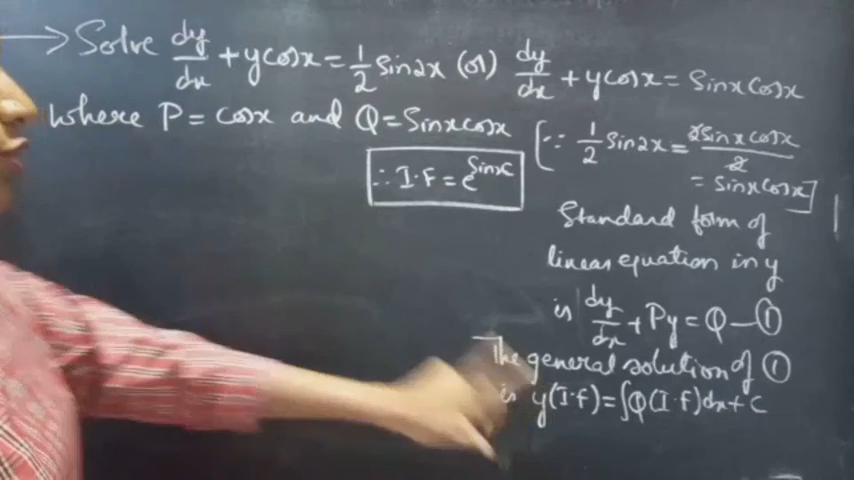 → Solve dy/dx + y cosx = 1/2 sin2x (or) dy/dx + y cosx = sinx cosx
where P = cosx and Q = sinx cosx
[∵ 1/2 sin2x = 2sinx cosx/2
= sinx cosx]
∴ I.F = e^sinx
Standard form of
linear equation in y
is dy/dx + Py = Q — ①
The general solution of ①
is y(I.f) = ∫Q(I.f)dx + c